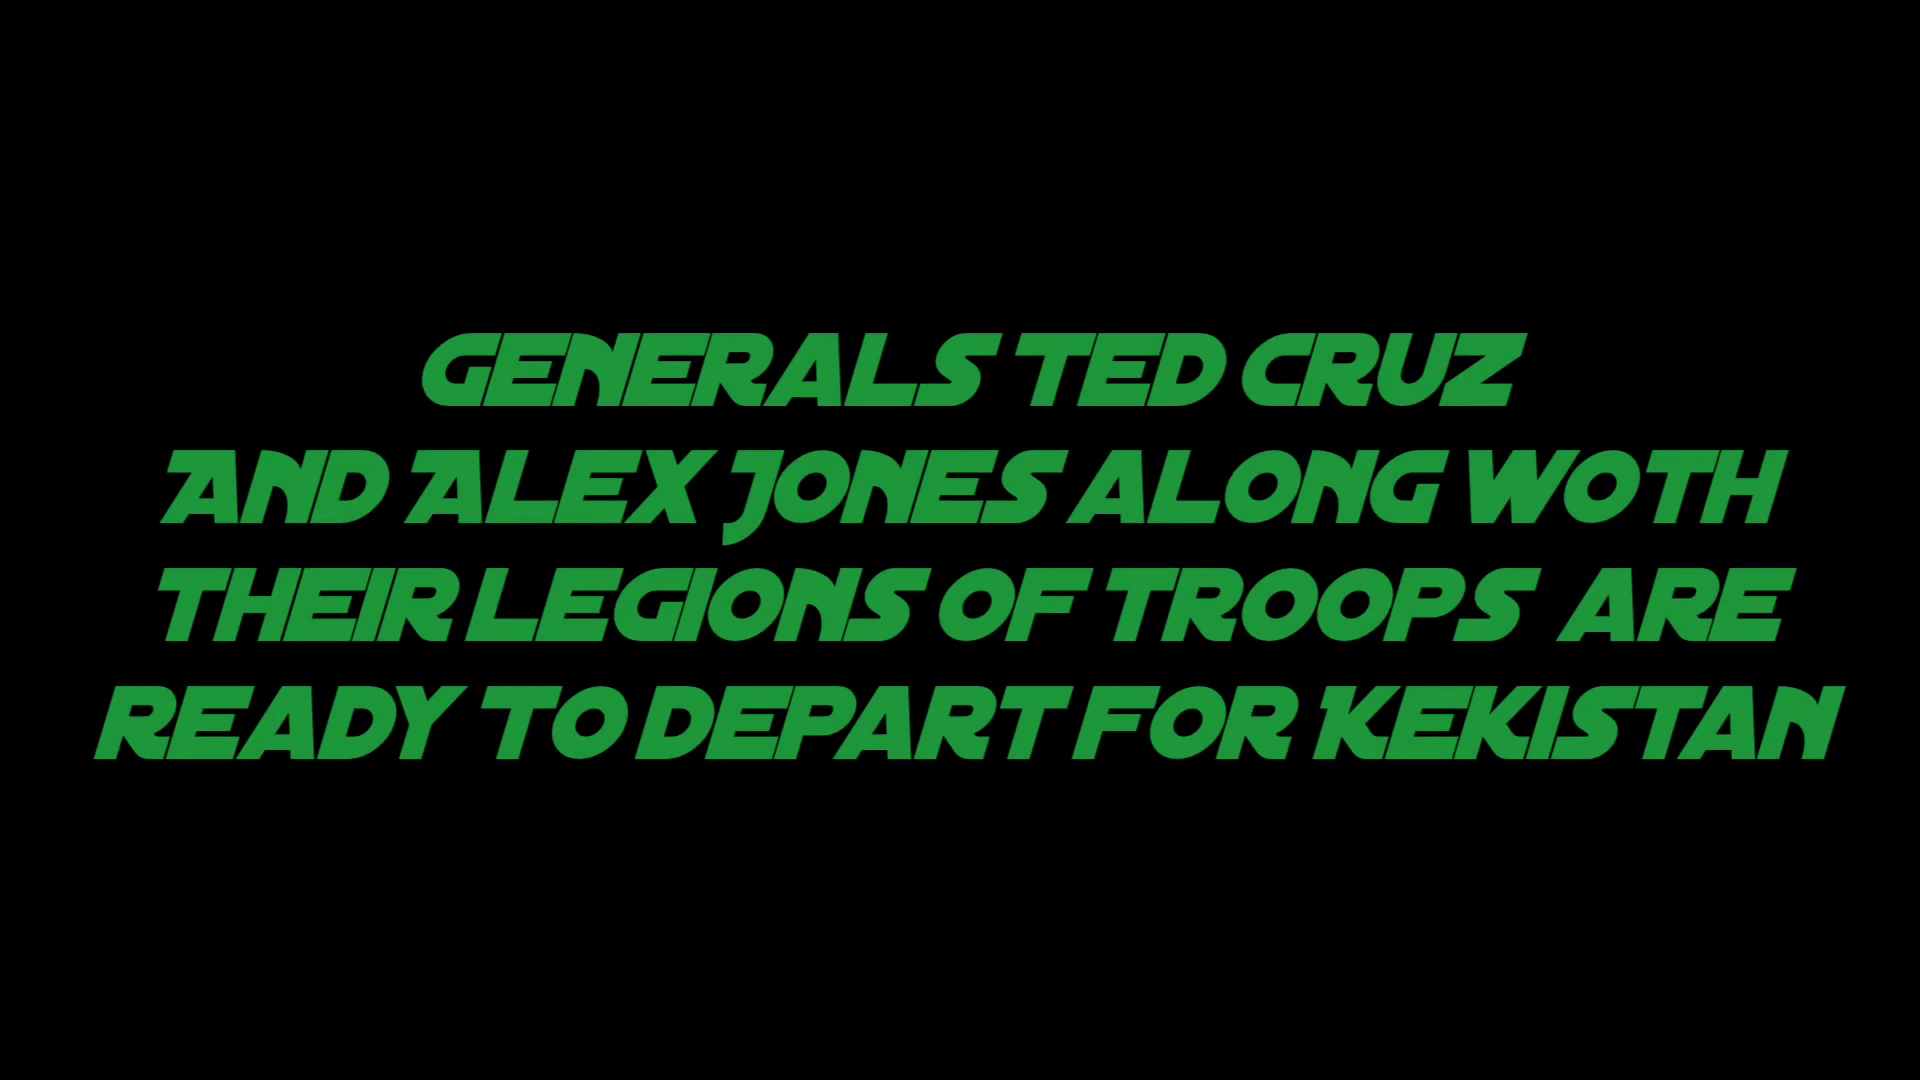 GENERALS TED CRUZ
AND ALEX JONES ALONG WOTH
THEIR LEGIONS OF TROOPS ARE
READY TO DEPART FOR KEKISTAN